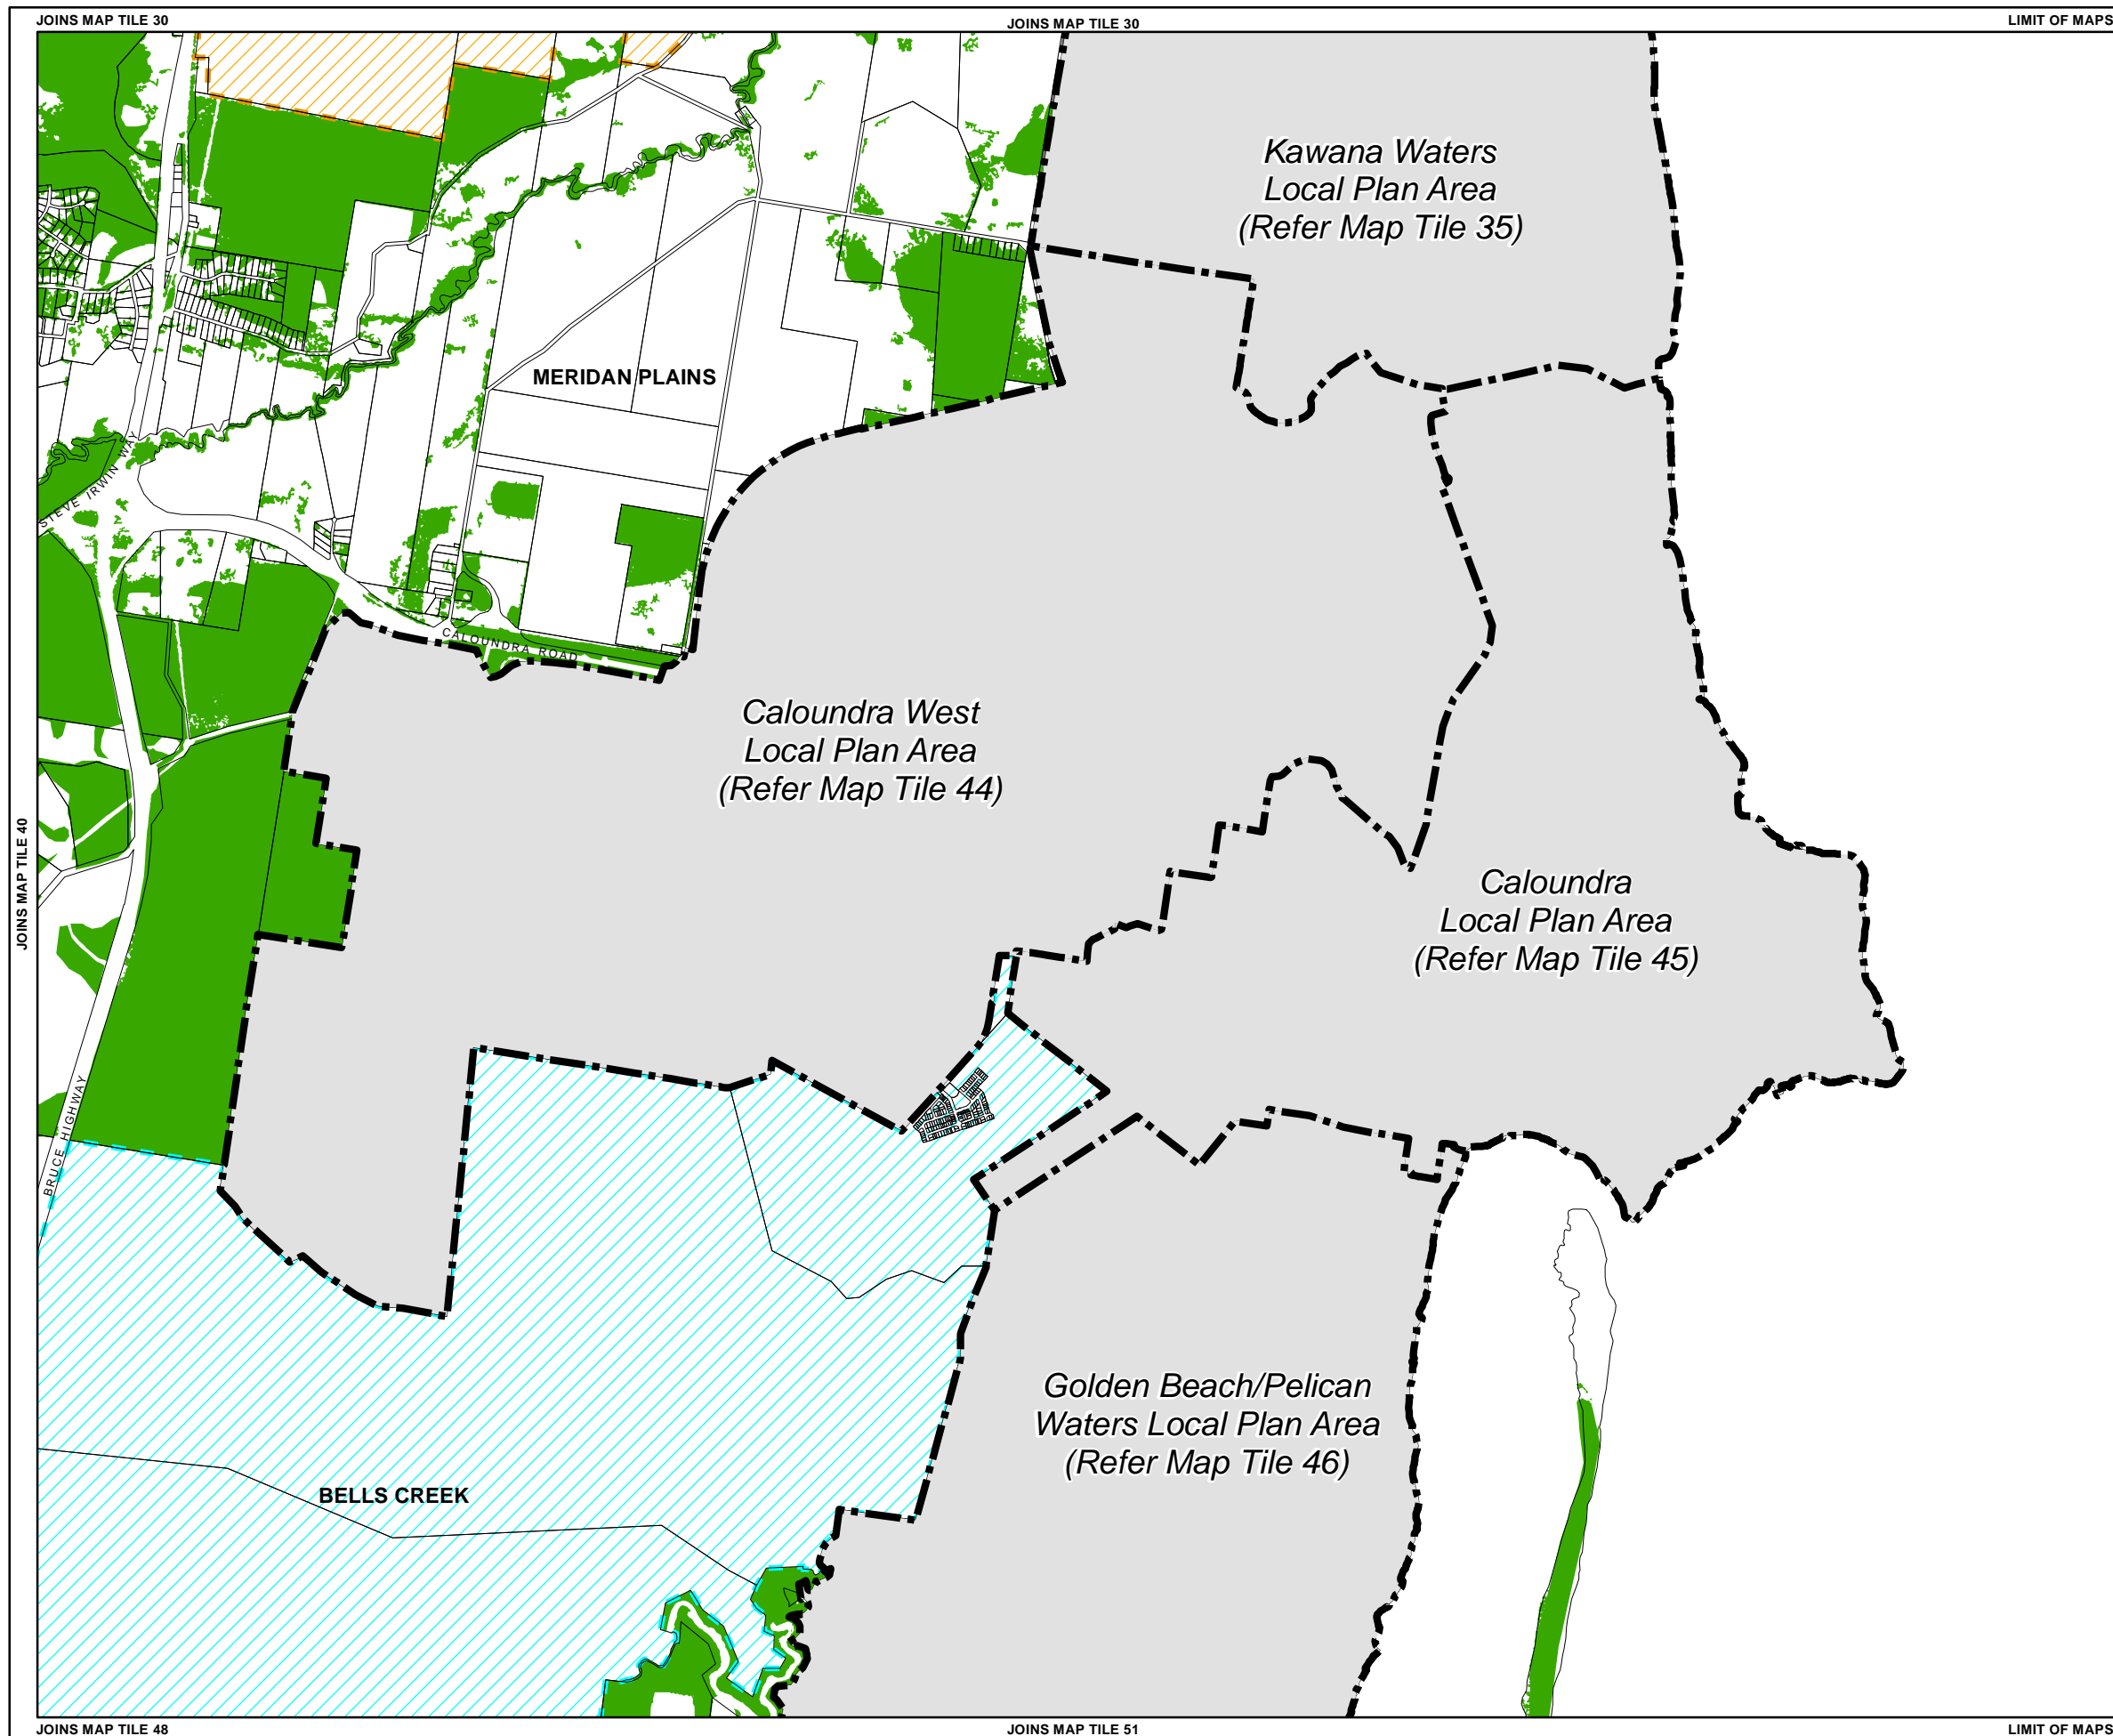 JOINS MAP TILE 30
JOINS MAP TILE 30
LIMIT OF MAPS
Kawana Waters
Local Plan Area
(Refer Map Tile 35)
MERIDAN PLAINS
STEVE IRWIN WAY
CALOUNDRA ROAD
Caloundra West
Local Plan Area
(Refer Map Tile 44)
JOINS MAP TILE 40
Caloundra
Local Plan Area
(Refer Map Tile 45)
BRUCE HIGHWAY
Golden Beach/Pelican
Waters Local Plan Area
(Refer Map Tile 46)
BELLS CREEK
JOINS MAP TILE 48
JOINS MAP TILE 51
LIMIT OF MAPS